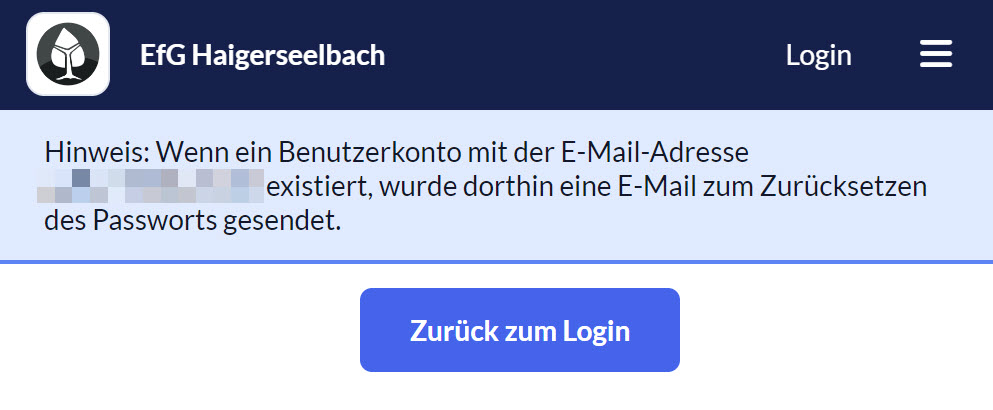 EfG Haigerseelbach
Login
Hinweis: Wenn ein Benutzerkonto mit der E-Mail-Adresse
existiert, wurde dorthin eine E-Mail zum Zurücksetzen
des Passworts gesendet.
Zurück zum Login